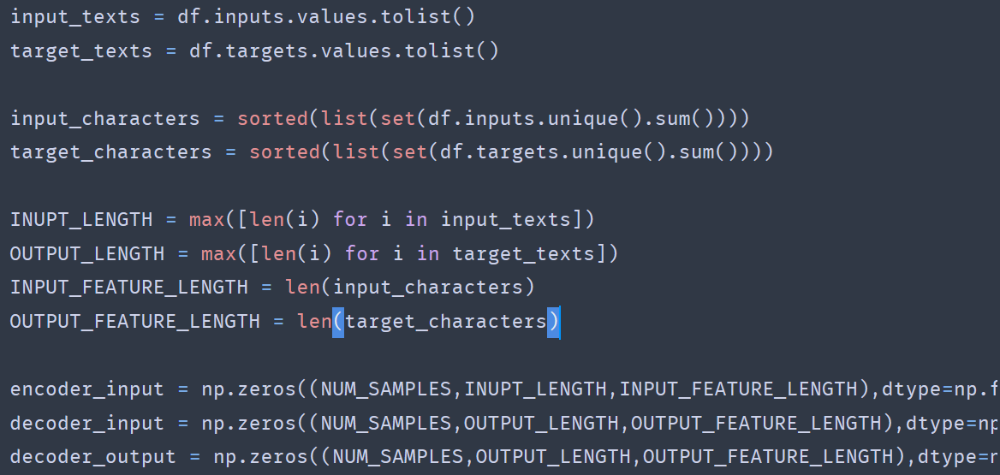 input_texts = df.inputs.values.tolist()
target_texts = df.targets.values.tolist()
input_characters = sorted(list(set(df.inputs.unique().sum())))
target_characters = sorted(list(set(df.targets.unique().sum())))
INUPT_LENGTH = max([len(i) for i in input_texts])
OUTPUT_LENGTH = max([len(i) for i in target_texts])
INPUT_FEATURE_LENGTH = len(input_characters)
OUTPUT_FEATURE_LENGTH = len(target_characters)
encoder_input = np.zeros((NUM_SAMPLES,INUPT_LENGTH,INPUT_FEATURE_LENGTH),dtype=np.f
decoder_input = np.zeros((NUM_SAMPLES,OUTPUT_LENGTH,OUTPUT_FEATURE_LENGTH),dtype=np
decoder_output = np.zeros((NUM_SAMPLES,OUTPUT_LENGTH,OUTPUT_FEATURE_LENGTH),dtype=